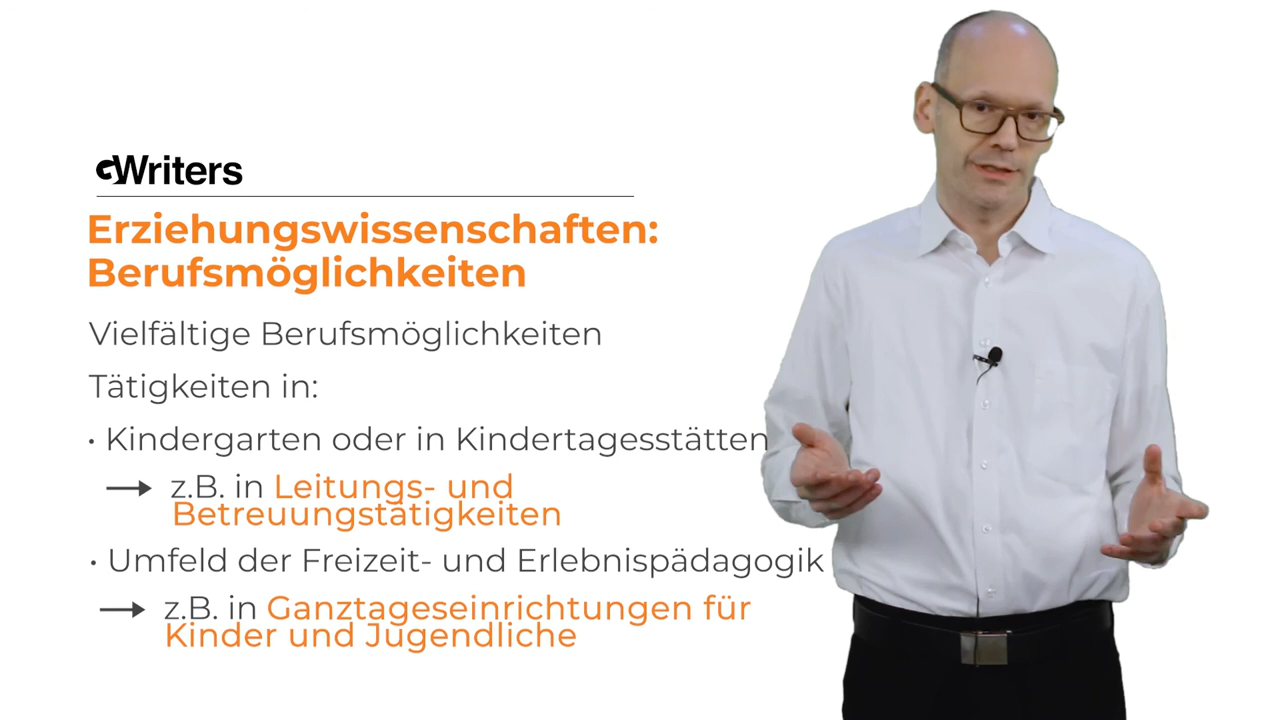 GWriters
Erziehungswissenschaften:
Berufsmöglichkeiten
Vielfältige Berufsmöglichkeiten
Tätigkeiten in:
• Kindergarten oder in Kindertagesstätten
→ z.B. in Leitungs- und
Betreuungstätigkeiten
• Umfeld der Freizeit- und Erlebnispädagogik
→ z.B. in Ganztageseinrichtungen für
Kinder und Jugendliche